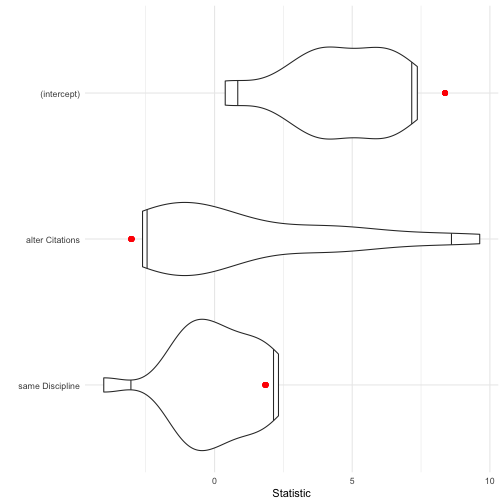 (intercept)
alter Citations
same Discipline
0
5
10
Statistic